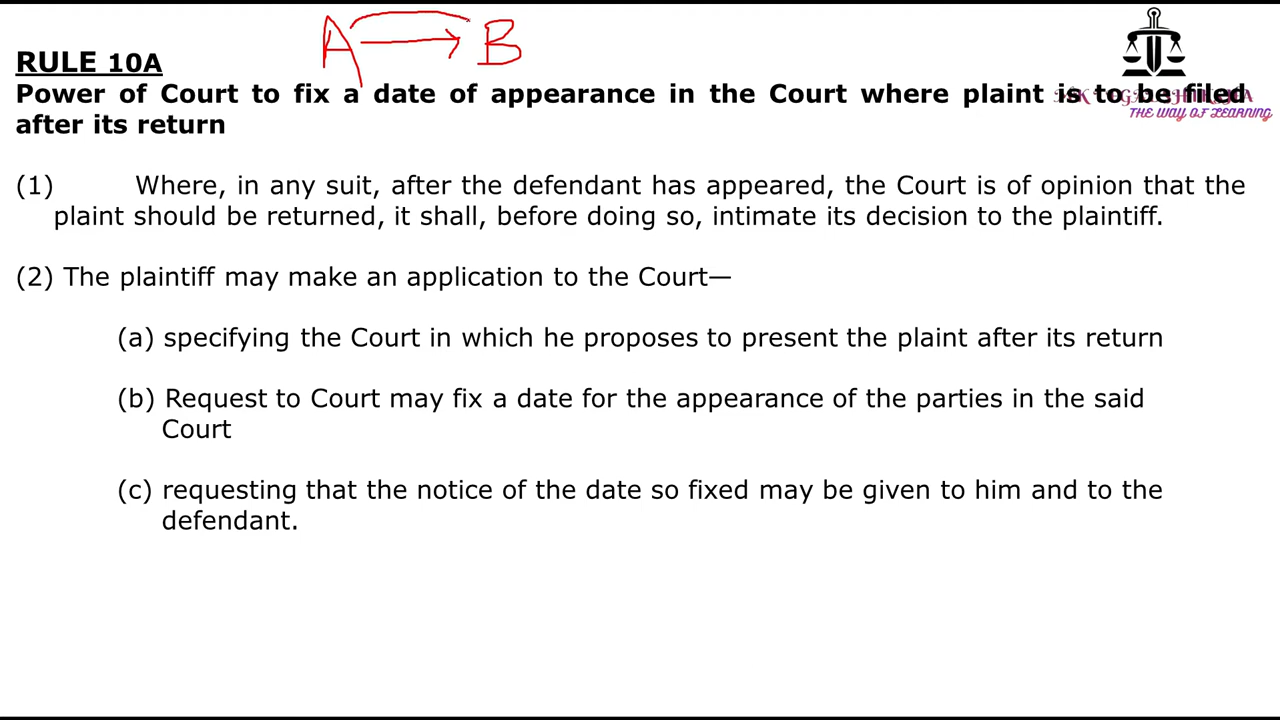 A → B
RULE 10A
Power of Court to fix a date of appearance in the Court where plaint is to be filed
after its return
THE WAY OF LEARNING
(1) Where, in any suit, after the defendant has appeared, the Court is of opinion that the
plaint should be returned, it shall, before doing so, intimate its decision to the plaintiff.
(2) The plaintiff may make an application to the Court—
(a) specifying the Court in which he proposes to present the plaint after its return
(b) Request to Court may fix a date for the appearance of the parties in the said
Court
(c) requesting that the notice of the date so fixed may be given to him and to the
defendant.